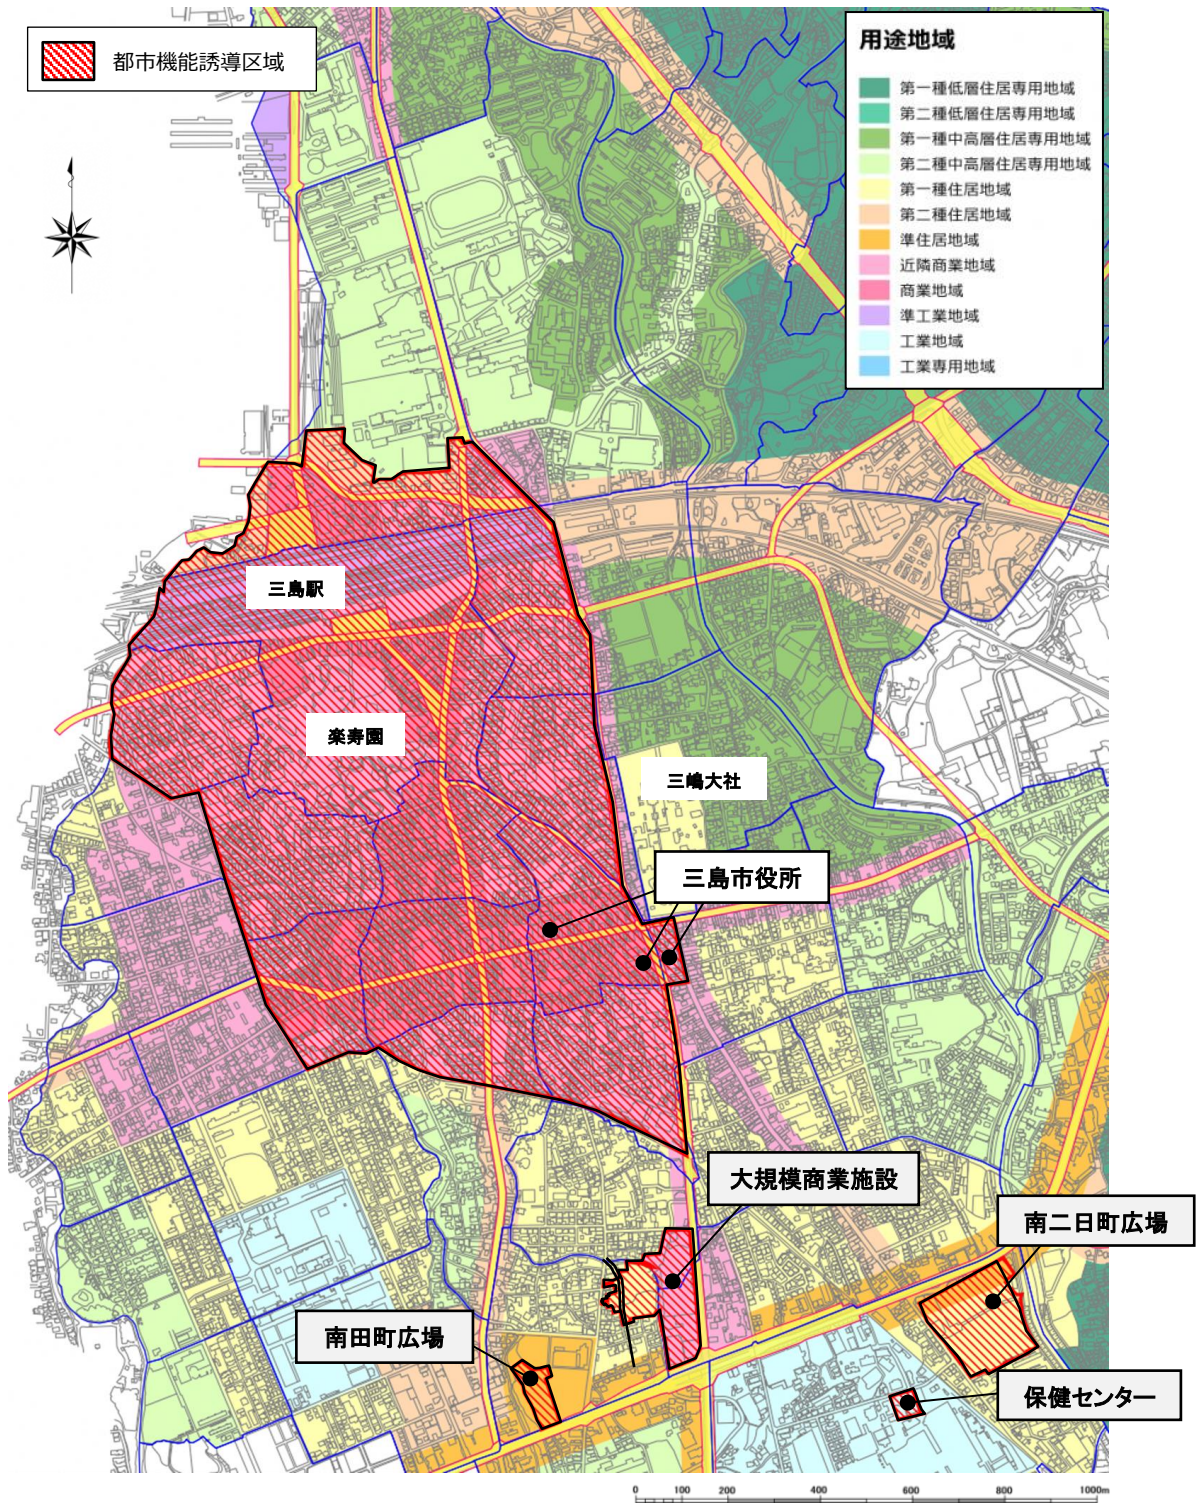 都市機能誘導区域
用途地域
第一種低層住居専用地域
第二種低層住居専用地域
第一種中高層住居専用地域
第二種中高層住居専用地域
第一種住居地域
第二種住居地域
準住居地域
近隣商業地域
商業地域
準工業地域
工業地域
工業専用地域
三島駅
楽寿園
三嶋大社
三島市役所
大規模商業施設
南二日町広場
南田町広場
保健センター
0 100 200 400 600 800 1000m